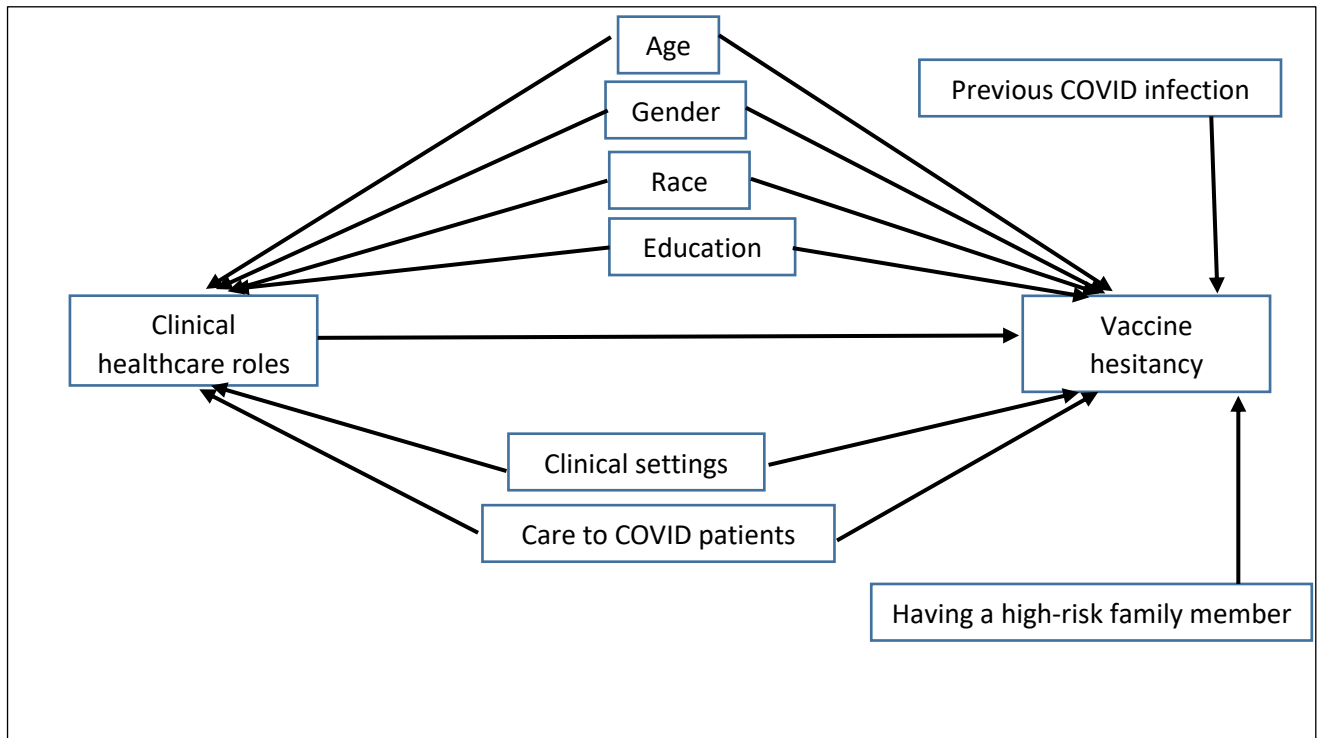 Age
Previous COVID infection
Gender
Race
Education
Clinical
healthcare roles
Vaccine
hesitancy
Clinical settings
Care to COVID patients
Having a high-risk family member